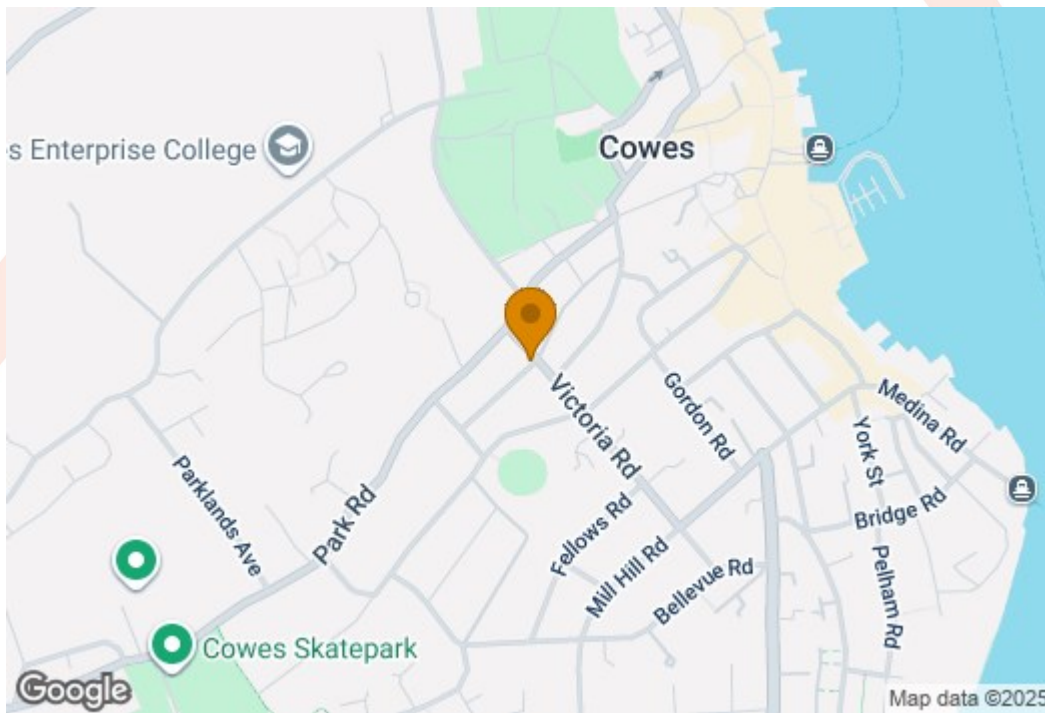 Cowes
es Enterprise College
Victoria Rd
Gordon Rd
Medina Rd
York St
Bridge Rd
Pelham Rd
Parklands Ave
Park Rd
Fellows Rd
Mill Hill Rd
Bellevue Rd
Cowes Skatepark
Google
Map data ©2025